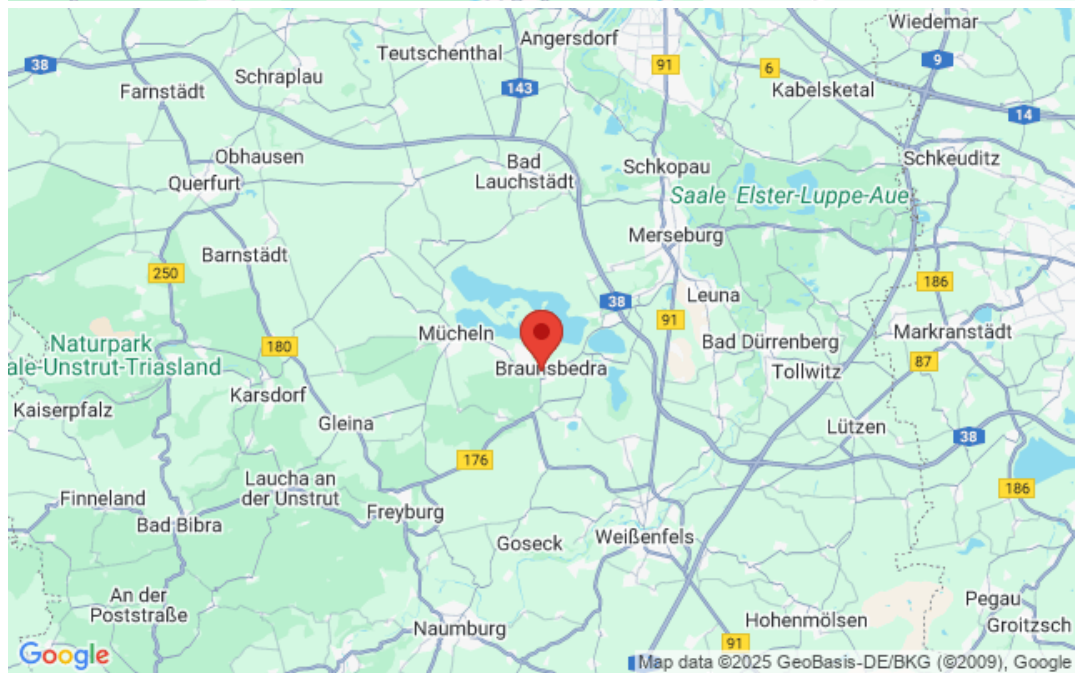 Wiedemar
Angersdorf
Teutschenthal
38
91
6
9
Schraplau
143
Kabelsketal
Farnstädt
14
Obhausen
Bad
Lauchstädt
Schkopau
Schkeuditz
Querfurt
Saale Elster-Luppe-Aue
Merseburg
Barnstädt
250
186
38
Leuna
91
Mücheln
Markranstädt
Naturpark
ale-Unstrut-Triasland
180
Bad Dürrenberg
87
Braunsbedra
Tollwitz
Karsdorf
Kaiserpfalz
Gleina
Lützen
38
176
Laucha an
der Unstrut
186
Finneland
Freyburg
Bad Bibra
Goseck
Weißenfels
An der
Poststraße
Pegau
Hohenmölsen
Groitzsch
Naumburg
91
Google
Map data ©2025 GeoBasis-DE/BKG (©2009), Google